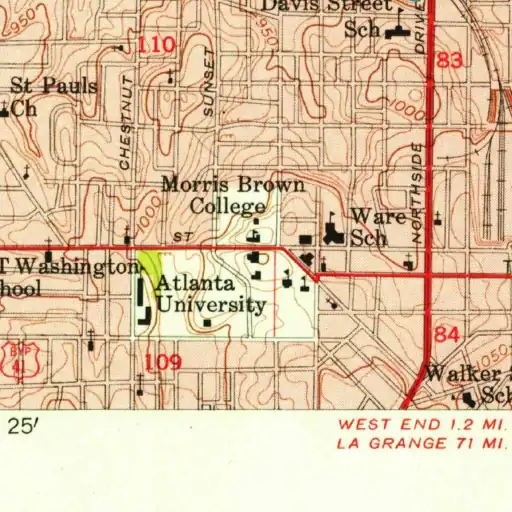 Davis Street
Sch
950
950
110
83
DRIVE
St Pauls
Ch
CHESTNUT
SUNSET
1000
NORTHSIDE
Morris Brown
College
1000
Ware
Sch
ST
T Washington
hool
Atlanta
University
BYP
41
109
84
1050
Walker
Sch
25'
WEST END 1.2 MI.
LA GRANGE 71 MI.